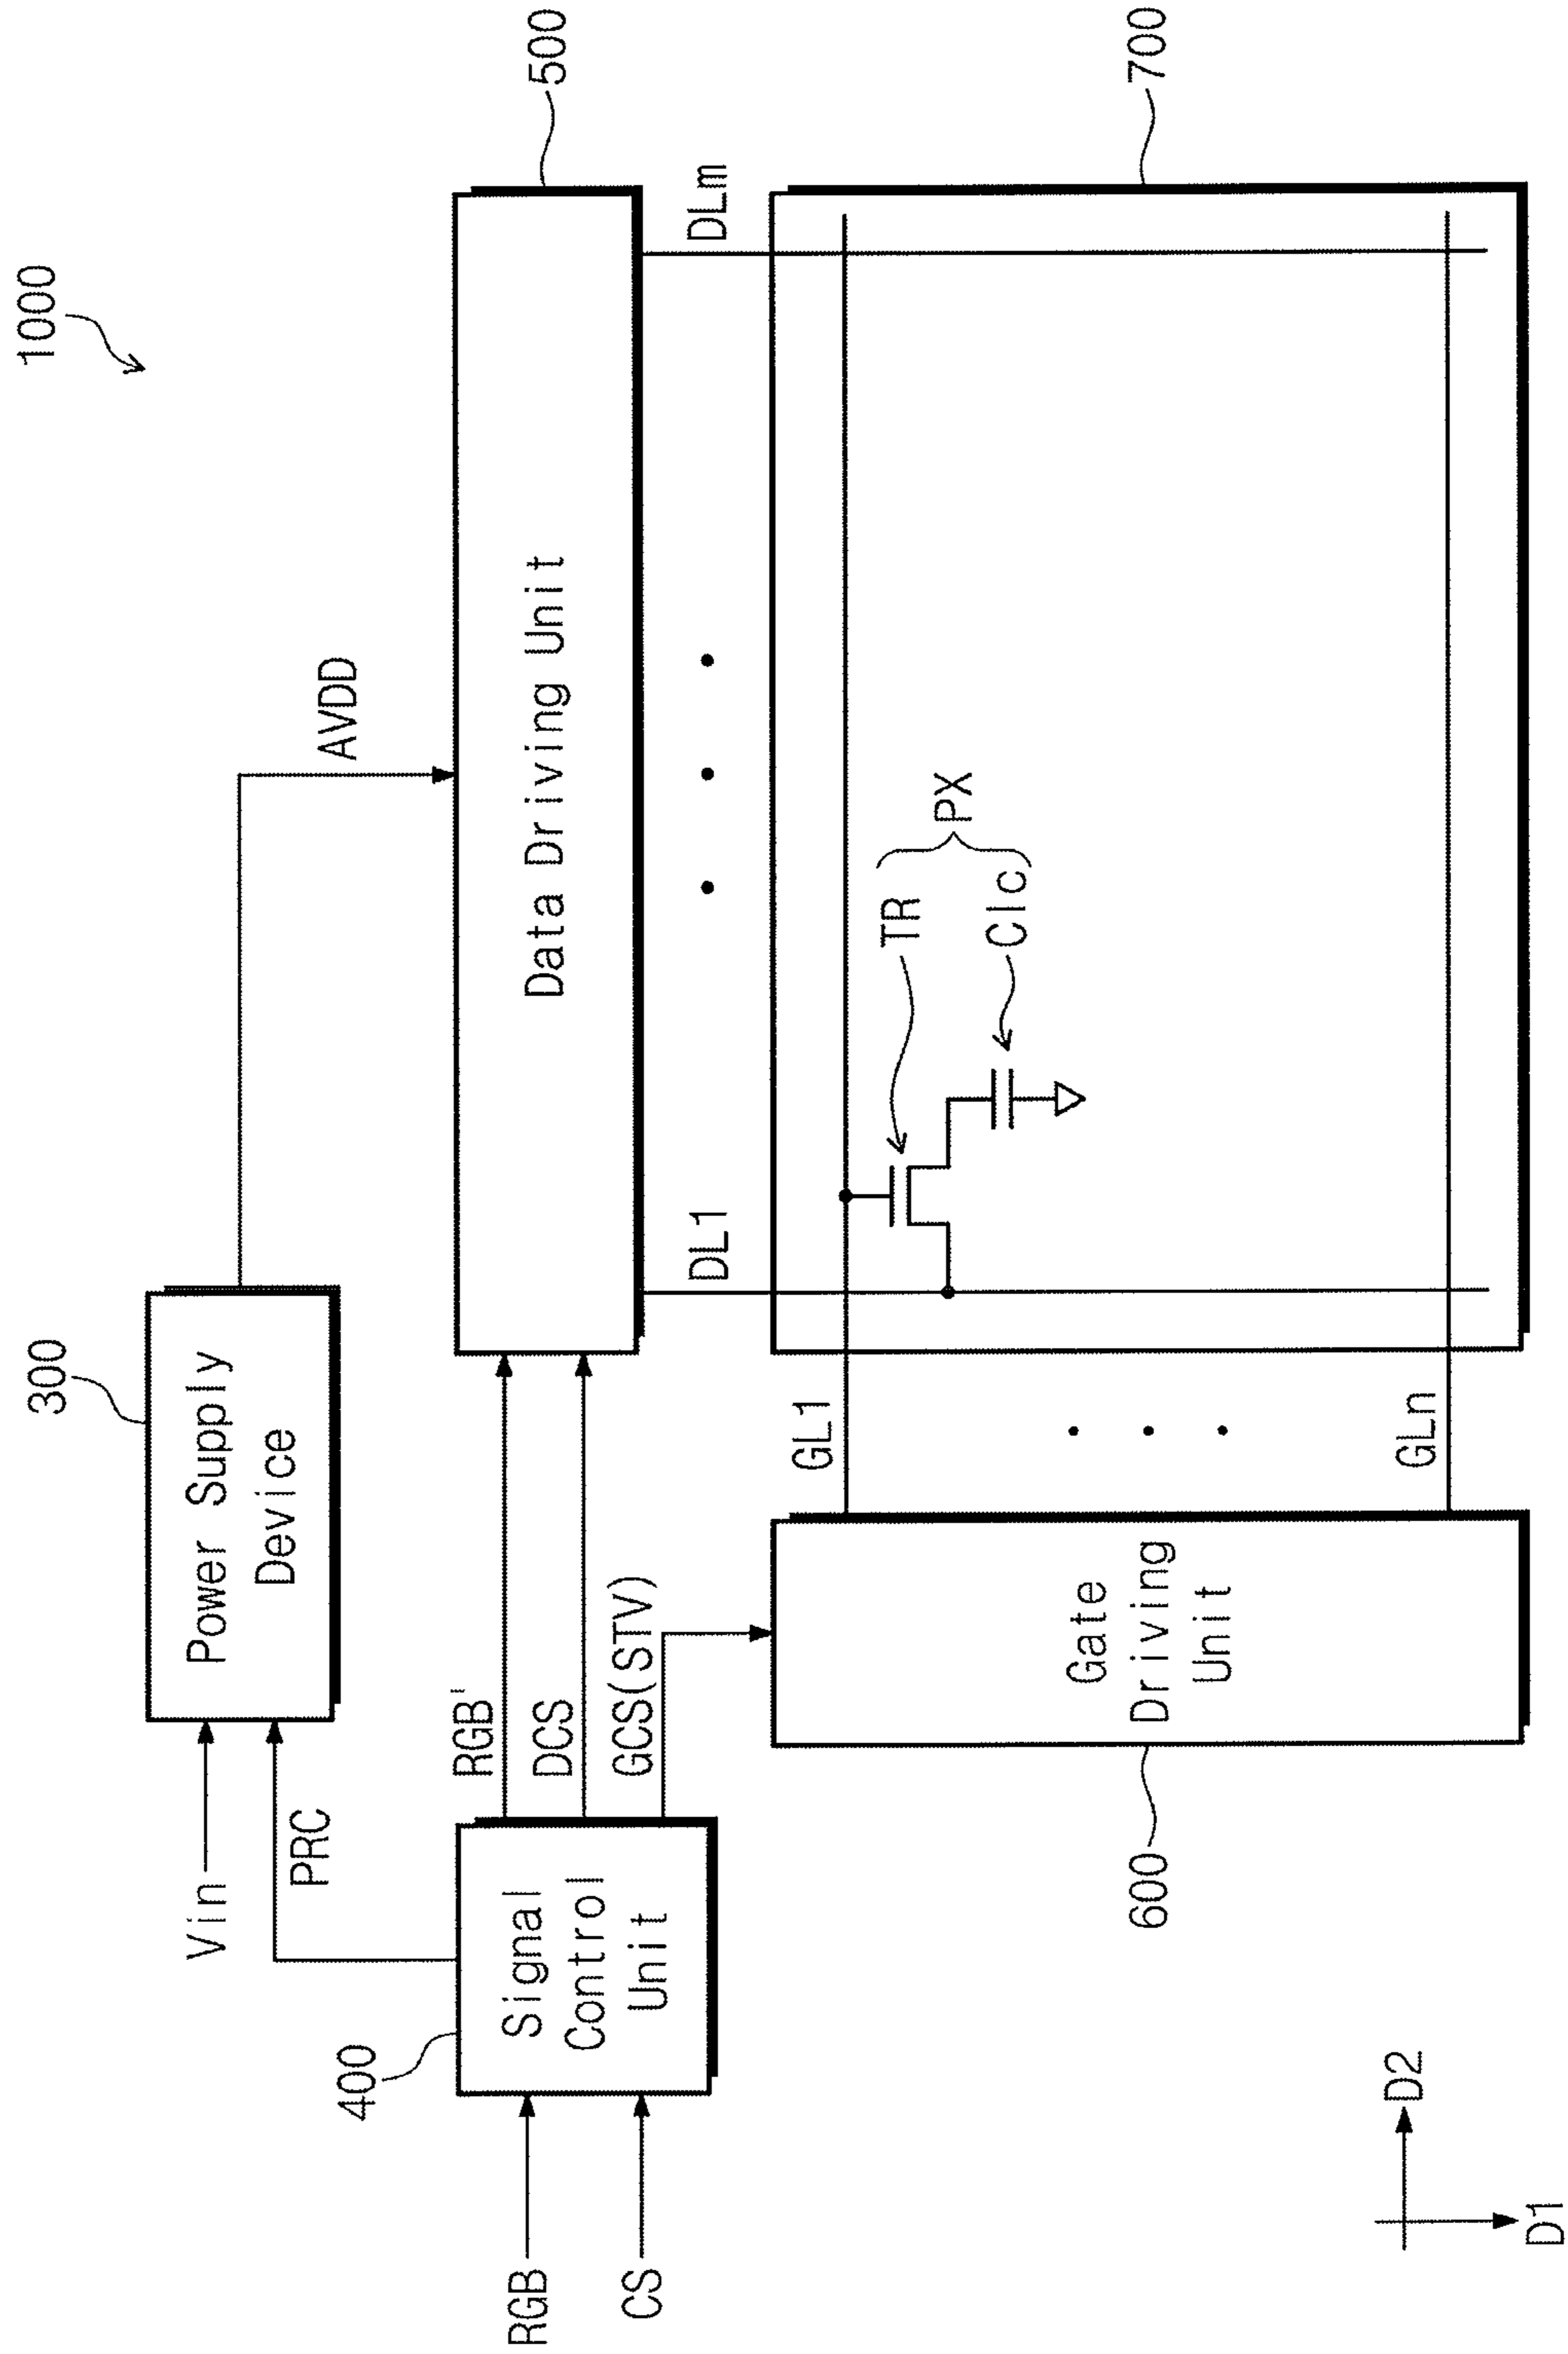 1000
300
Power Supply
Device
Vin
PRC
AVDD
400
Signal
Control
Unit
RGB
CS
RGB'
DCS
GCS(STV)
500
Data Driving Unit
DL1
DLm
600
Gate
Driving
Unit
GL1
GLn
700
TR
Clc
PX
D2
D1